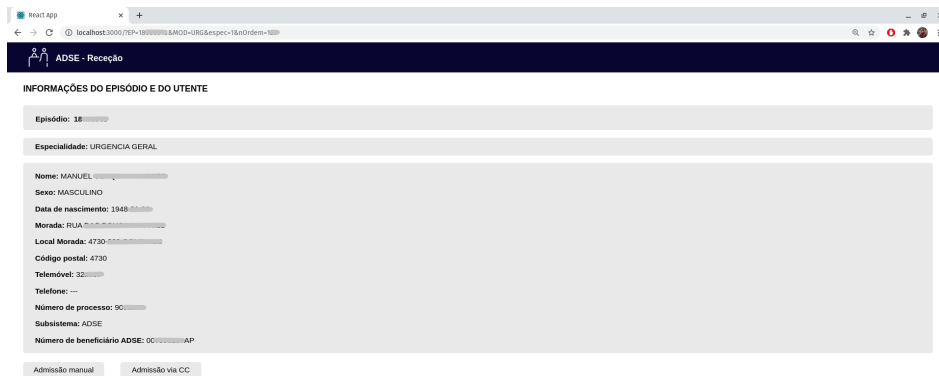 React App
localhost:3000/?EP=18 &MOD=URG&espec=1&nOrdem=1
ADSE - Receção
INFORMAÇÕES DO EPISÓDIO E DO UTENTE
Episódio: 18
Especialidade: URGENCIA GERAL
Nome: MANUEL
Sexo: MASCULINO
Data de nascimento: 1948
Morada: RUA
Local Morada: 4730-
Código postal: 4730
Telemóvel: 32
Telefone: ---
Número de processo: 90
Subsistema: ADSE
Número de beneficiário ADSE: 00 AP
Admissão manual Admissão via CC